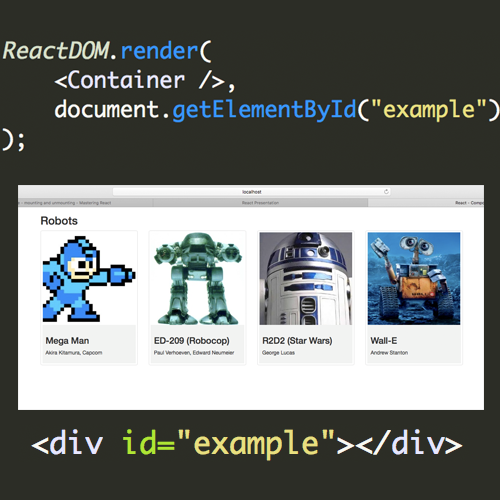 ReactDOM.render(
<Container />,
document.getElementById("example")
);
localhost
- mounting and unmounting - Mastering React
React Presentation
React - Compo
Robots
Mega Man
Akira Kitamura, Capcom
ED-209 (Robocop)
Paul Verhoeven, Edward Neumeier
R2D2 (Star Wars)
George Lucas
Wall-E
Andrew Stanton
<div id="example"></div>